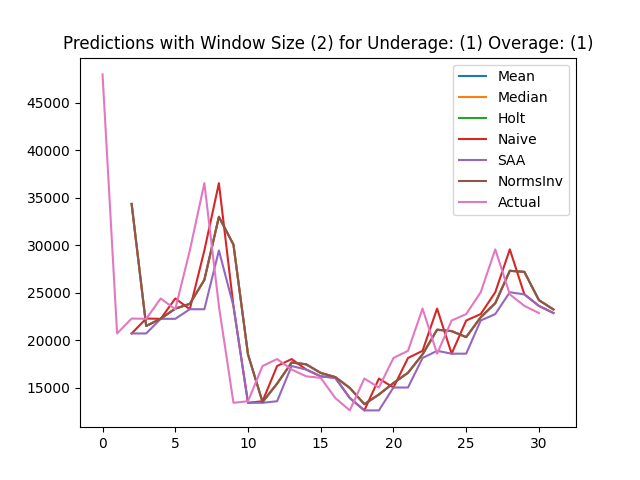 Predictions with Window Size (2) for Underage: (1) Overage: (1)
Mean
Median
Holt
Naive
SAA
NormsInv
Actual
45000
40000
35000
30000
25000
20000
15000
0 5 10 15 20 25 30